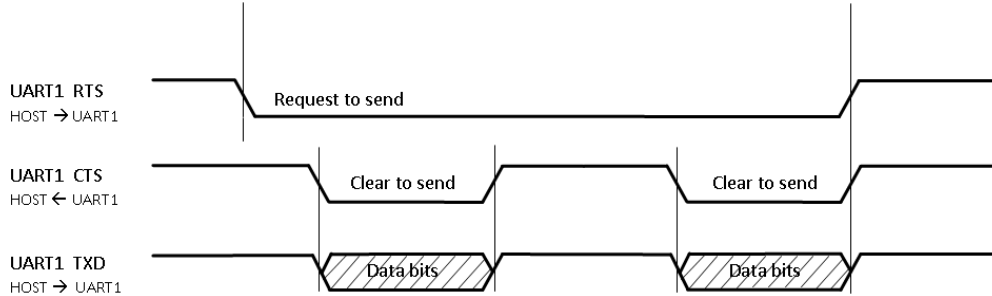 UART1 RTS
HOST → UART1
Request to send
UART1 CTS
HOST ← UART1
Clear to send
Clear to send
UART1 TXD
HOST → UART1
Data bits
Data bits